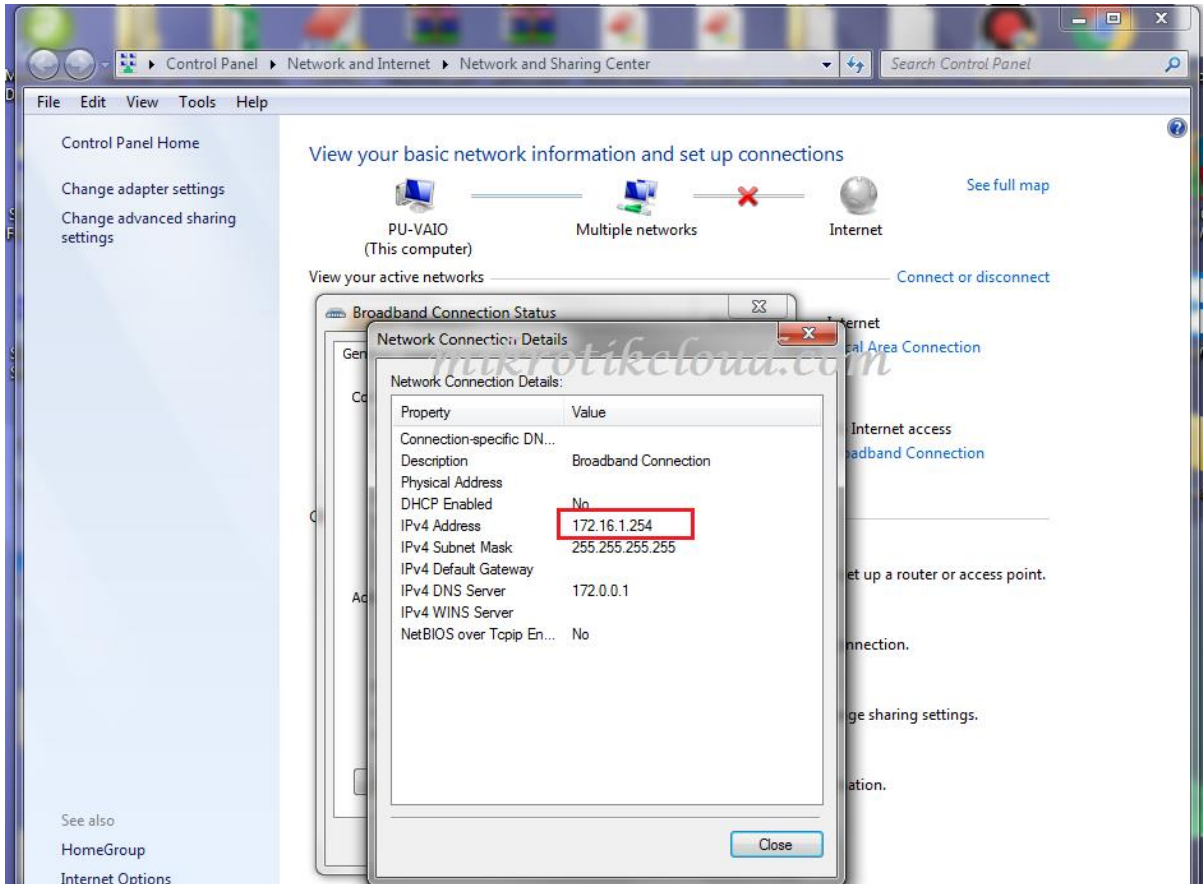 Control Panel ▸ Network and Internet ▸ Network and Sharing Center
Search Control Panel
File Edit View Tools Help
Control Panel Home
Change adapter settings
Change advanced sharing
settings
View your basic network information and set up connections
See full map
PU-VAIO
(This computer)
Multiple networks
Internet
View your active networks
Connect or disconnect
Broadband Connection Status
Network Connection Details
mikrotikcloud.com
Area Connection
Network Connection Details:
Property Value
Connection-specific DN...
Description Broadband Connection
Physical Address
DHCP Enabled No
IPv4 Address 172.16.1.254
IPv4 Subnet Mask 255.255.255.255
IPv4 Default Gateway
IPv4 DNS Server 172.0.0.1
IPv4 WINS Server
NetBIOS over Tcpip En... No
Internet access
Connection
up a router or access point.
sharing settings.
Close
See also
HomeGroup
Internet Options